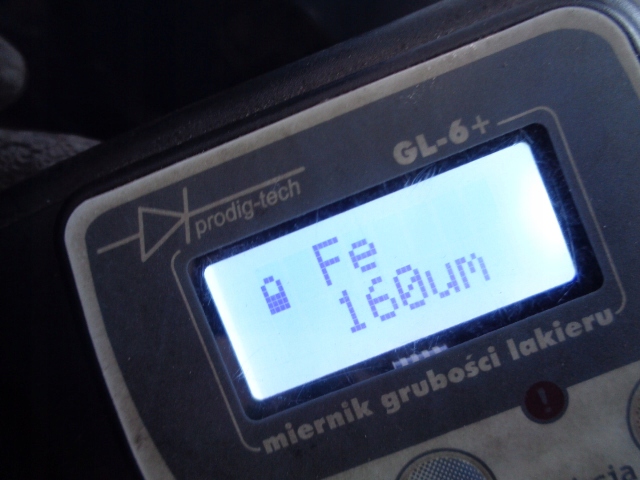 GL-6+
prodig-tech
Fe
160um
miernik grubości lakieru
!